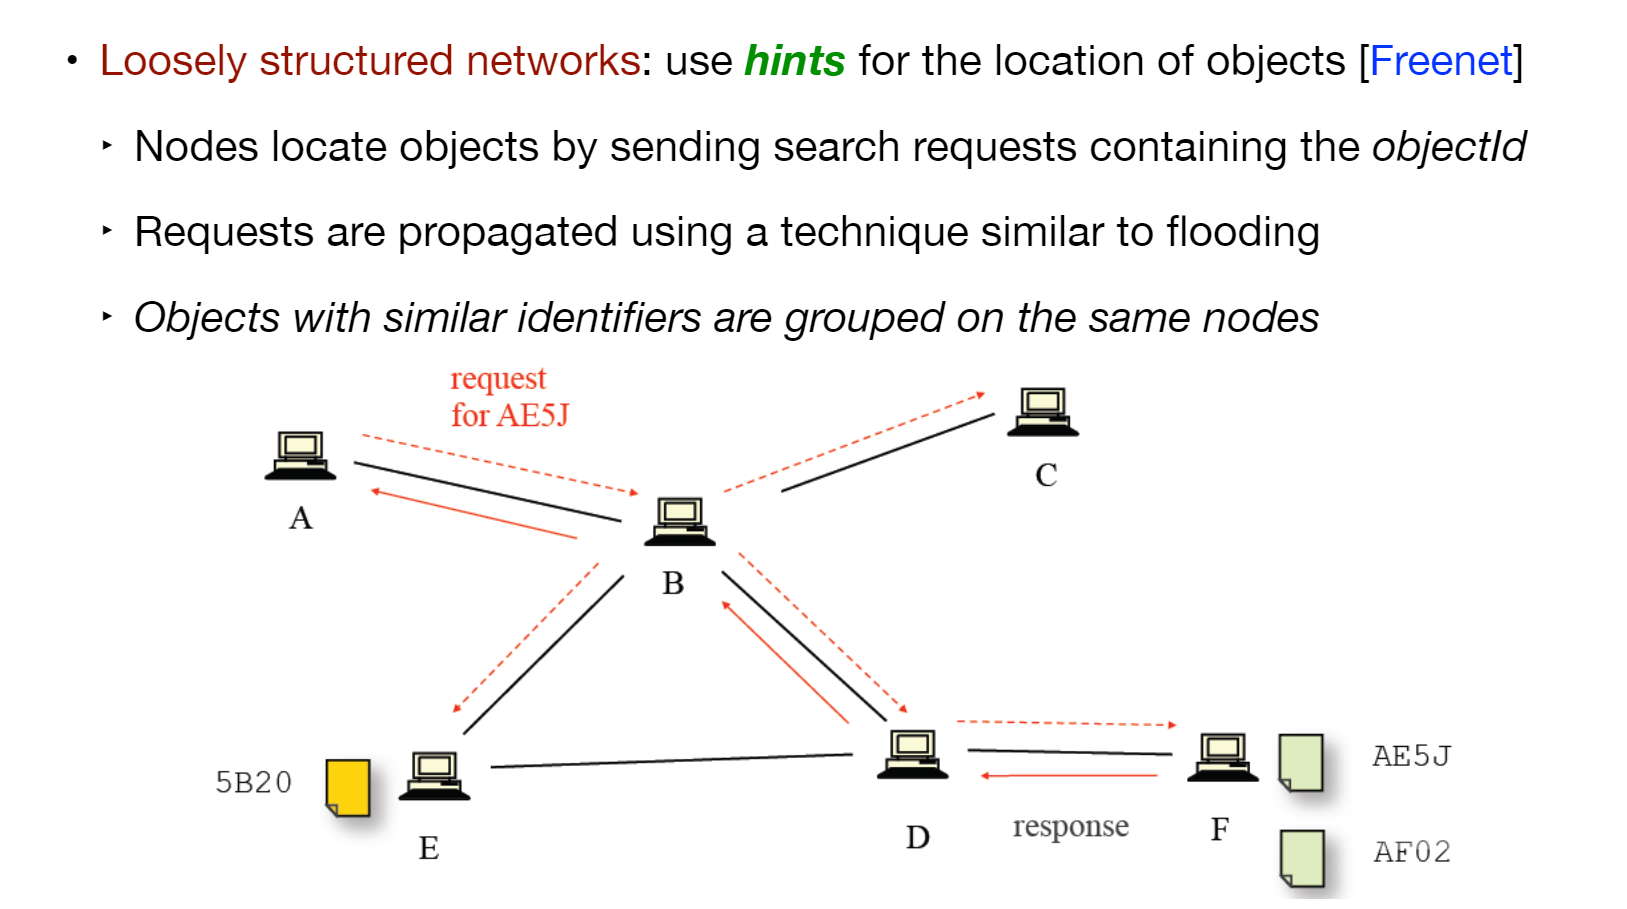 • Loosely structured networks: use hints for the location of objects [Freenet]
‣ Nodes locate objects by sending search requests containing the objectId
‣ Requests are propagated using a technique similar to flooding
‣ Objects with similar identifiers are grouped on the same nodes
request
for AE5J
A
C
B
5B20
E
D
response
F
AE5J
AF02